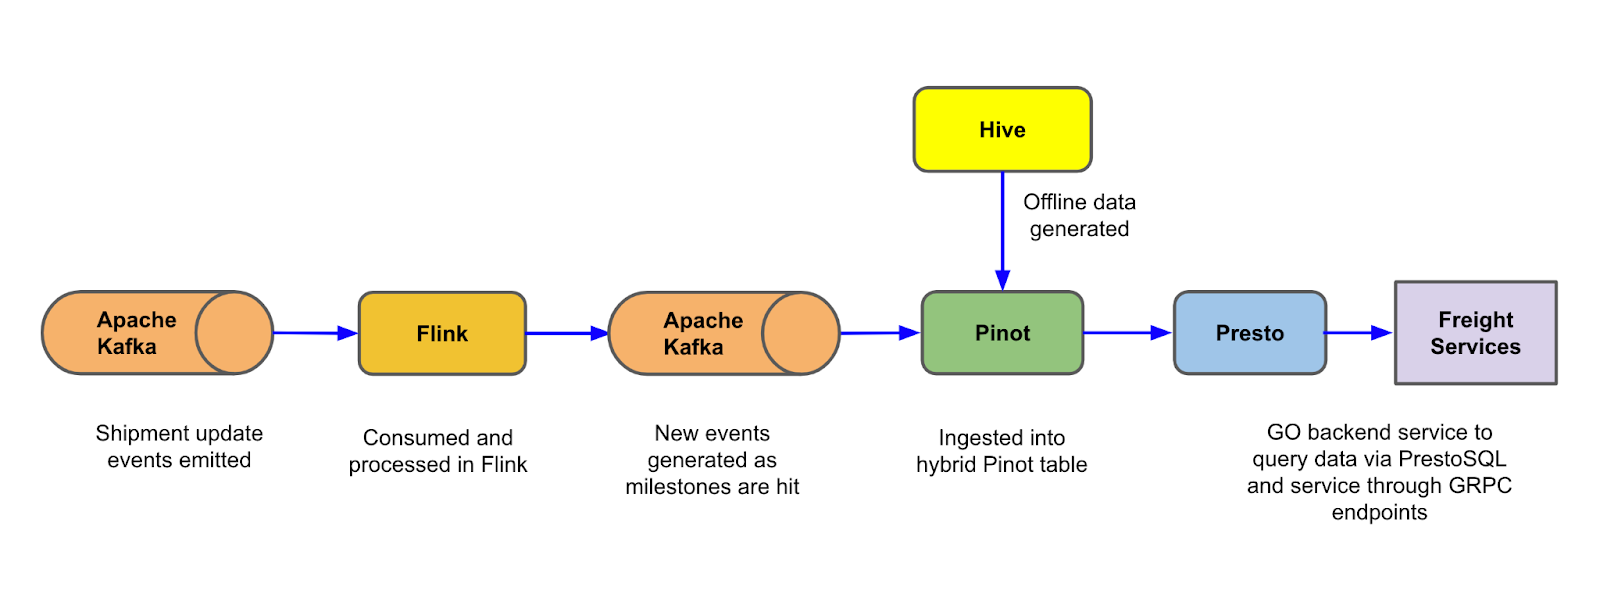 Hive
Offline data
generated
Apache
Kafka
Flink
Apache
Kafka
Pinot
Presto
Freight
Services
Shipment update
events emitted
Consumed and
processed in Flink
New events
generated as
milestones are hit
Ingested into
hybrid Pinot table
GO backend service to
query data via PrestoSQL
and service through GRPC
endpoints